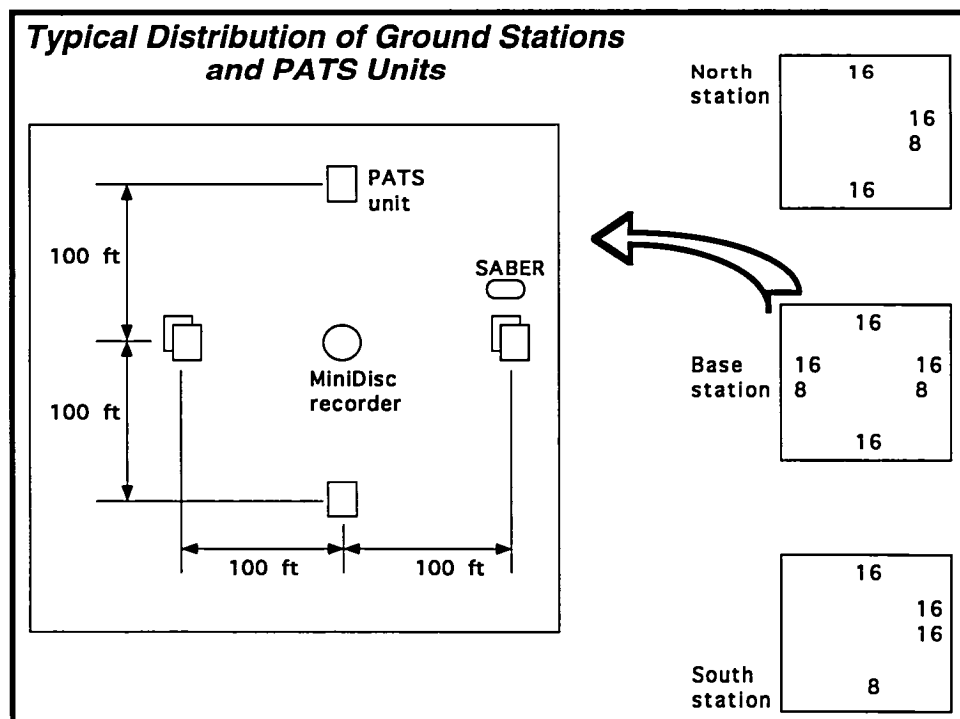 Typical Distribution of Ground Stations
and PATS Units
PATS
unit
100 ft
SABER
MiniDisc
recorder
100 ft
100 ft
100 ft
North
station
16
16
8
16
Base
station
16
16 16
8 8
16
South
station
16
16
16
8